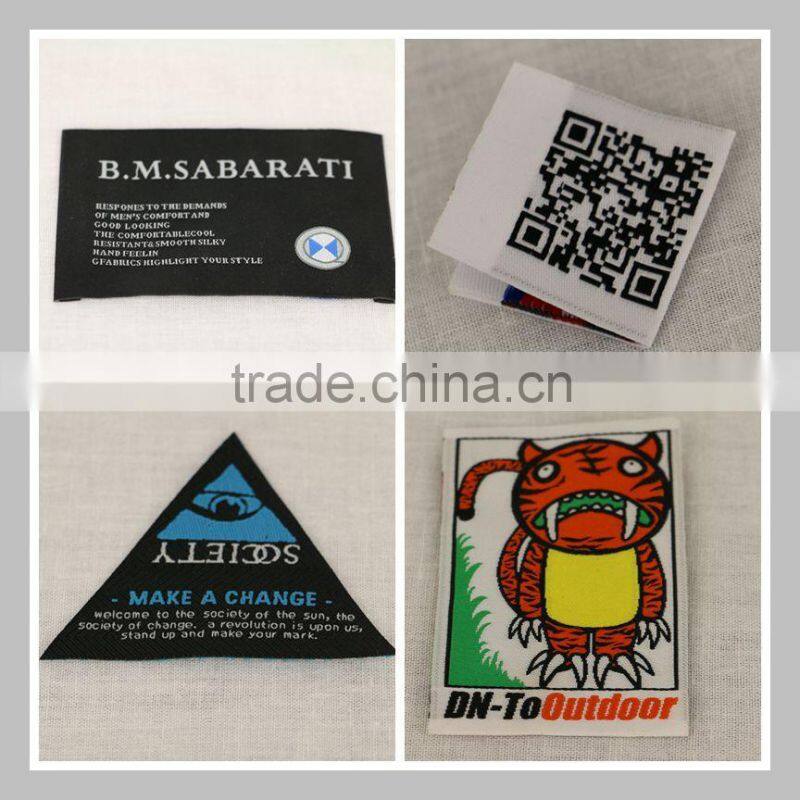 B.M.SABARATI
RESPONES TO THE DEMANDS
OF MEN'S COMFORT AND
GOOD LOOKING
THE COMFORTABLECOOL
RESISTANT&SMOOTH SILKY
HAND FEELIN
GFABRICS HIGHLIGHT YOUR STYLE
trade.china.cn
SOCIETY
- MAKE A CHANGE -
welcome to the society of the sun, the
society of change. a revolution is upon us,
stand up and make your mark.
DN-ToOutdoor